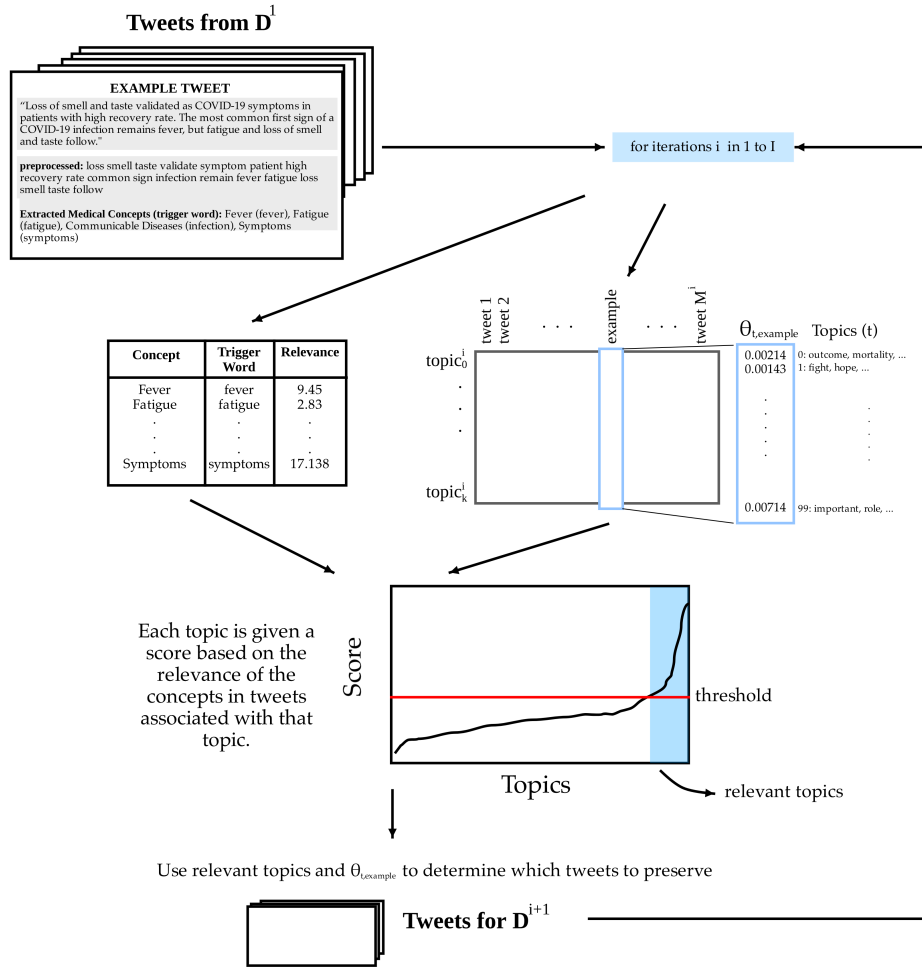 Tweets from D^1
EXAMPLE TWEET
“Loss of smell and taste validated as COVID-19 symptoms in
patients with high recovery rate. The most common first sign of a
COVID-19 infection remains fever, but fatigue and loss of smell
and taste follow."
preprocessed: loss smell taste validate symptom patient high
recovery rate common sign infection remain fever fatigue loss
smell taste follow
Extracted Medical Concepts (trigger word): Fever (fever), Fatigue
(fatigue), Communicable Diseases (infection), Symptoms
(symptoms)
for iterations i in 1 to I
Concept Trigger Word Relevance
Fever fever 9.45
Fatigue fatigue 2.83
. . .
. . .
. . .
Symptoms symptoms 17.138
tweet 1
tweet 2
. . .
example
. . .
tweet M^i
topic_0^i
.
.
.
topic_k^i
θ_t,example Topics (t)
0.00214 0: outcome, mortality, ...
0.00143 1: fight, hope, ...
. .
. .
. .
. .
. .
0.00714 99: important, role, ...
Each topic is given a
score based on the
relevance of the
concepts in tweets
associated with that
topic.
Score
threshold
Topics
relevant topics
Use relevant topics and θ_t,example to determine which tweets to preserve
Tweets for D^i+1